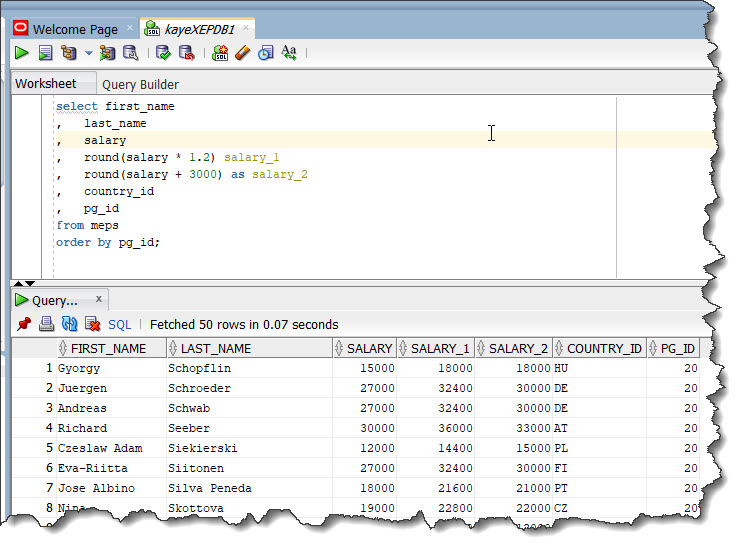 Welcome Page kayeXEPDB1
Worksheet Query Builder
select first_name
, last_name
, salary
, round(salary * 1.2) salary_1
, round(salary + 3000) as salary_2
, country_id
, pg_id
from meps
order by pg_id;
Query... x
SQL | Fetched 50 rows in 0.07 seconds
FIRST_NAME LAST_NAME SALARY SALARY_1 SALARY_2 COUNTRY_ID PG_ID
1 Gyorgy Schopflin 15000 18000 18000 HU 20
2 Juergen Schroeder 27000 32400 30000 DE 20
3 Andreas Schwab 27000 32400 30000 DE 20
4 Richard Seeber 30000 36000 33000 AT 20
5 Czeslaw Adam Siekierski 12000 14400 15000 PL 20
6 Eva-Riitta Siitonen 27000 32400 30000 FI 20
7 Jose Albino Silva Peneda 18000 21600 21000 PT 20
8 Nina Skottova 19000 22800 22000 CZ 20